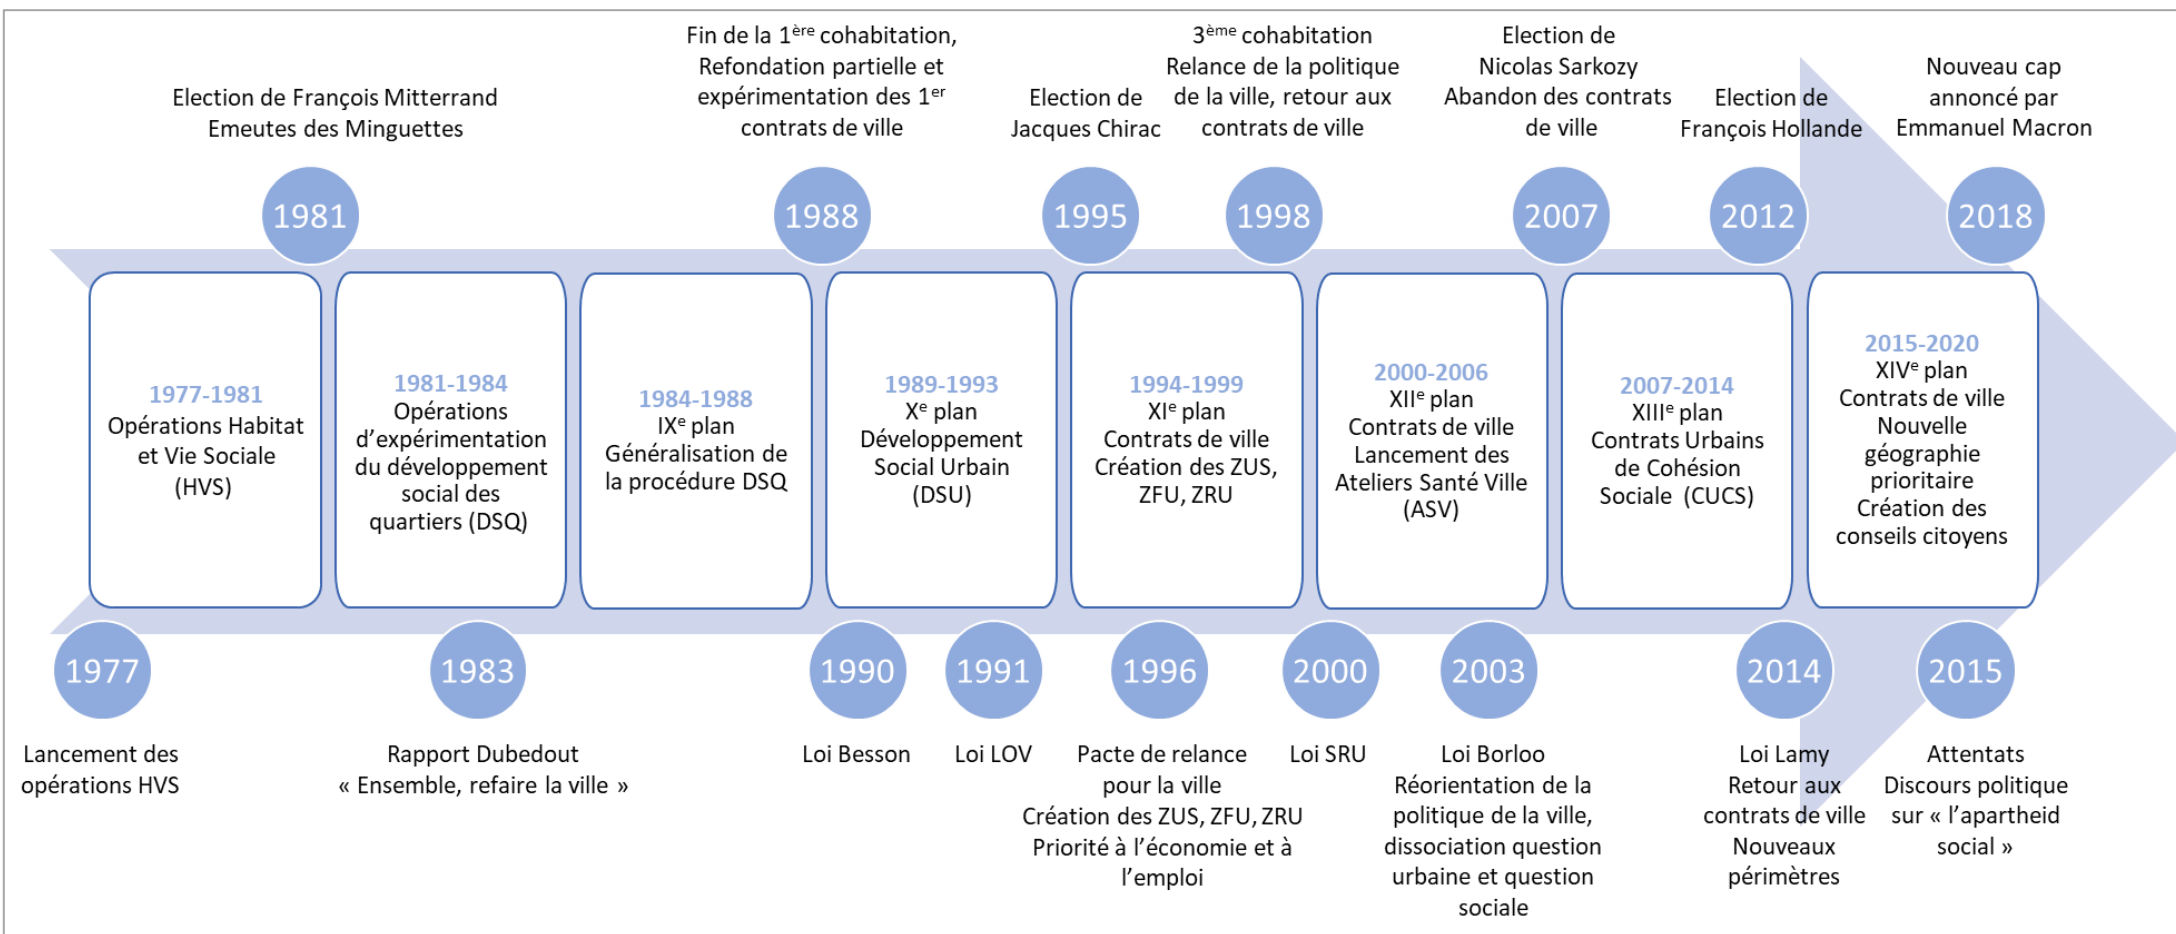 Election de François Mitterrand
Emeutes des Minguettes
1981
Fin de la 1ère cohabitation,
Refondation partielle et
expérimentation des 1er
contrats de ville
1988
Election de
Jacques Chirac
1995
3ème cohabitation
Relance de la politique
de la ville, retour aux
contrats de ville
1998
Election de
Nicolas Sarkozy
Abandon des contrats
de ville
2007
Election de
François Hollande
2012
Nouveau cap
annoncé par
Emmanuel Macron
2018
1977-1981
Opérations Habitat
et Vie Sociale
(HVS)
1981-1984
Opérations
d’expérimentation
du développement
social des
quartiers (DSQ)
1984-1988
IXe plan
Généralisation de
la procédure DSQ
1989-1993
Xe plan
Développement
Social Urbain
(DSU)
1994-1999
XIe plan
Contrats de ville
Création des ZUS,
ZFU, ZRU
2000-2006
XIIe plan
Contrats de ville
Lancement des
Ateliers Santé Ville
(ASV)
2007-2014
XIIIe plan
Contrats Urbains
de Cohésion
Sociale (CUCS)
2015-2020
XIVe plan
Contrats de ville
Nouvelle
géographie
prioritaire
Création des
conseils citoyens
1977
Lancement des
opérations HVS
1983
Rapport Dubedout
« Ensemble, refaire la ville »
1990
Loi Besson
1991
Loi LOV
1996
Pacte de relance
pour la ville
Création des ZUS, ZFU, ZRU
Priorité à l’économie et à
l’emploi
2000
Loi SRU
2003
Loi Borloo
Réorientation de la
politique de la ville,
dissociation question
urbaine et question
sociale
2014
Loi Lamy
Retour aux
contrats de ville
Nouveaux
périmètres
2015
Attentats
Discours politique
sur « l’apartheid
social »